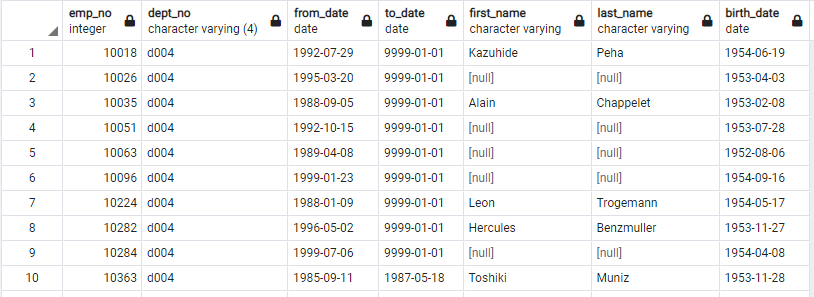 emp_no dept_no from_date to_date first_name last_name birth_date
integer character varying (4) date date character varying character varying date
1 10018 d004 1992-07-29 9999-01-01 Kazuhide Peha 1954-06-19
2 10026 d004 1995-03-20 9999-01-01 [null] [null] 1953-04-03
3 10035 d004 1988-09-05 9999-01-01 Alain Chappelet 1953-02-08
4 10051 d004 1992-10-15 9999-01-01 [null] [null] 1953-07-28
5 10063 d004 1989-04-08 9999-01-01 [null] [null] 1952-08-06
6 10096 d004 1999-01-23 9999-01-01 [null] [null] 1954-09-16
7 10224 d004 1988-01-09 9999-01-01 Leon Trogemann 1954-05-17
8 10282 d004 1996-05-02 9999-01-01 Hercules Benzmuller 1953-11-27
9 10284 d004 1999-07-06 9999-01-01 [null] [null] 1954-04-08
10 10363 d004 1985-09-11 1987-05-18 Toshiki Muniz 1953-11-28